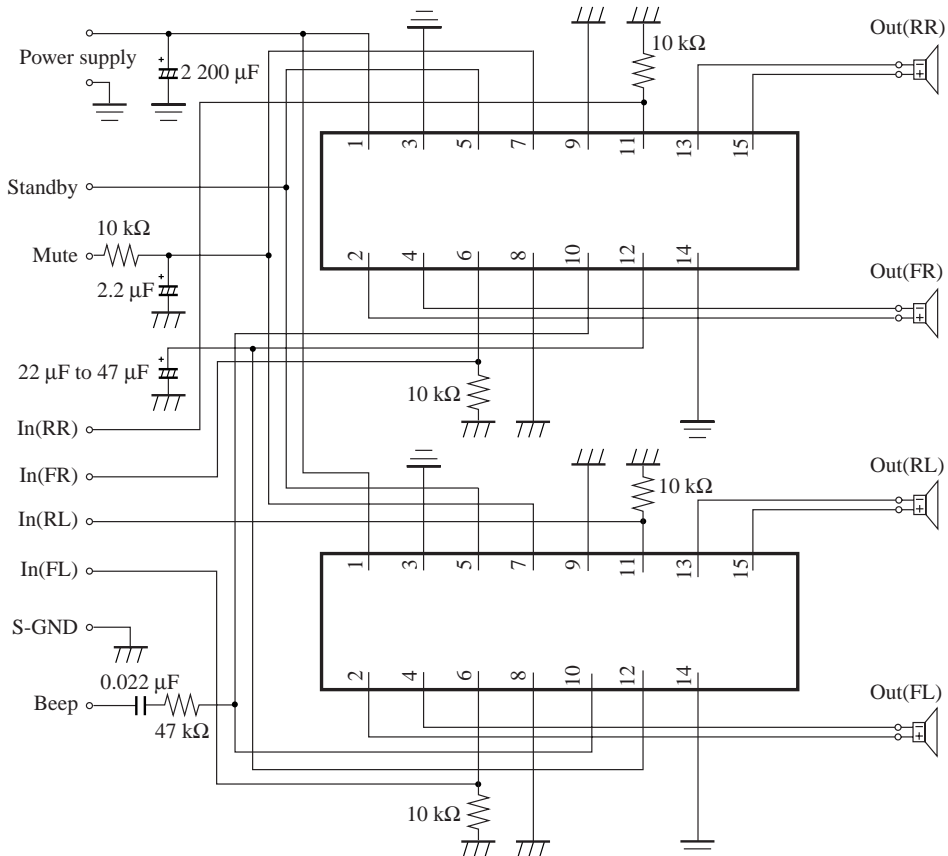 Out(RR)
10 kΩ
Power supply
2 200 μF
+
−
+
1
3
5
7
9
11
13
15
Standby
10 kΩ
Mute
2
4
6
8
10
12
14
Out(FR)
+
2.2 μF
−
+
+
22 μF to 47 μF
10 kΩ
In(RR)
In(FR)
Out(RL)
10 kΩ
−
+
In(RL)
1
3
5
7
9
11
13
15
In(FL)
S-GND
2
4
6
8
10
12
14
0.022 μF
Beep
47 kΩ
Out(FL)
−
+
10 kΩ
+